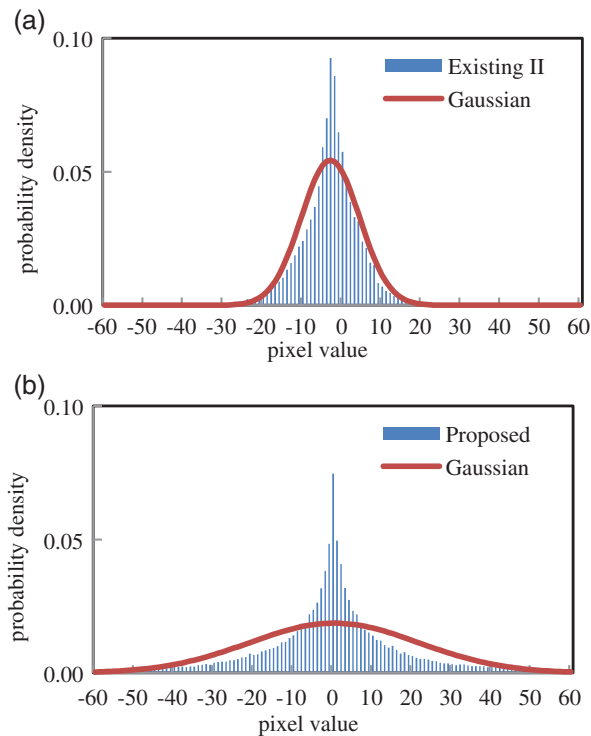 (a)
0.10
Existing II
Gaussian
probability density
0.05
0.00
-60 -50 -40 -30 -20 -10 0 10 20 30 40 50 60
pixel value
(b)
0.10
Proposed
Gaussian
probability density
0.05
0.00
-60 -50 -40 -30 -20 -10 0 10 20 30 40 50 60
pixel value